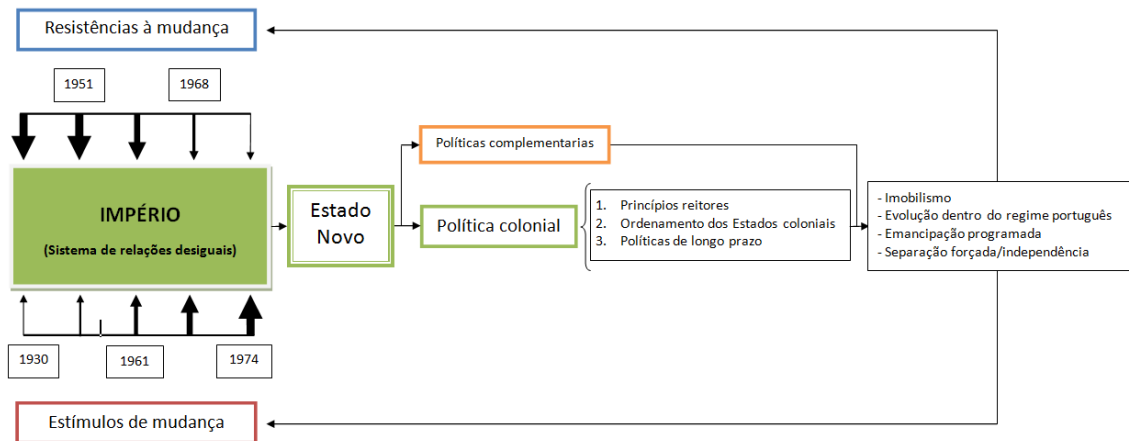 Resistências à mudança
1951
1968
IMPÉRIO
(Sistema de relações desiguais)
Estado
Novo
Políticas complementarias
Política colonial
1. Princípios reitores
2. Ordenamento dos Estados coloniais
3. Políticas de longo prazo
- Imobilismo
- Evolução dentro do regime português
- Emancipação programada
- Separação forçada/independência
1930
1961
1974
Estímulos de mudança